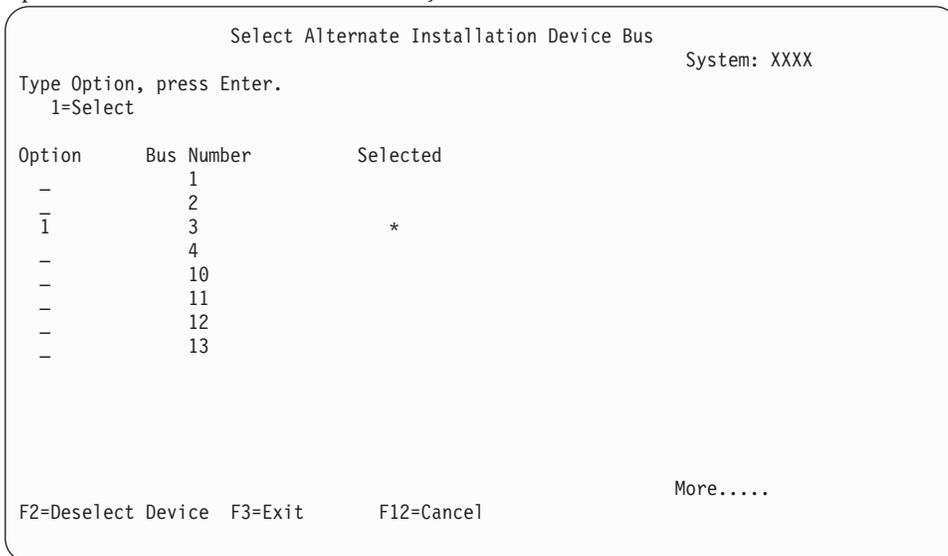 Select Alternate Installation Device Bus
System: XXXX
Type Option, press Enter.
1=Select
Option Bus Number Selected
_ 1
_ 2
1 3 *
_ 4
_ 10
_ 11
_ 12
_ 13
More.....
F2=Deselect Device F3=Exit F12=Cancel